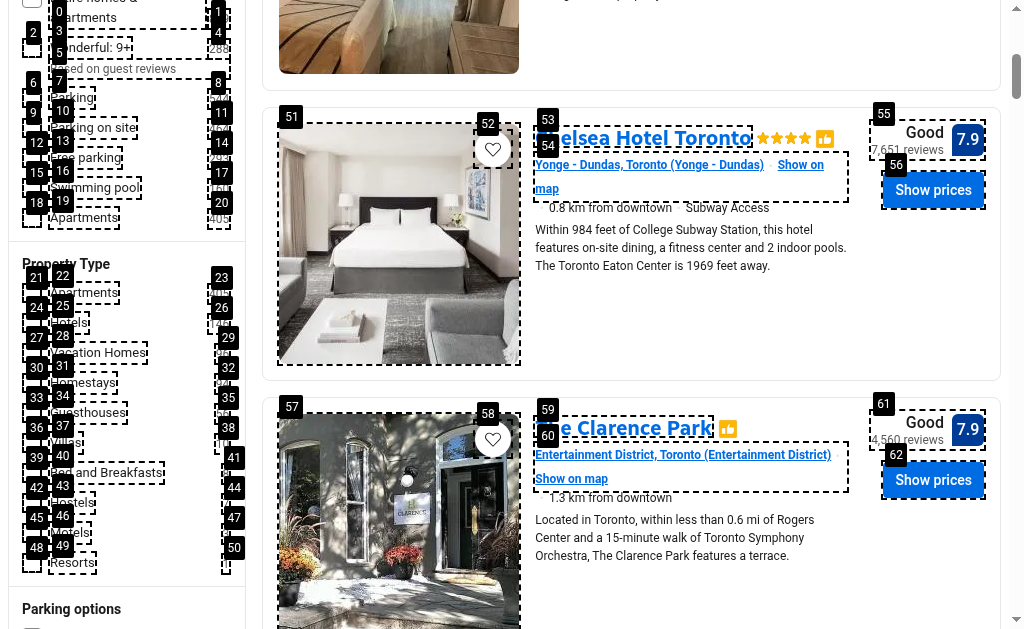 apartments
0
1
2
3
4
Wonderful: 9+
288
5
Based on guest reviews
6
7
8
Parking
9
10
11
Parking on site
12
13
14
Free parking
15
16
17
Swimming pool
18
19
20
Apartments
405
Property Type
21
22
23
Apartments
24
25
26
Hotels
27
28
29
Vacation Homes
30
31
32
Homestays
33
34
35
Guesthouses
36
37
38
Villas
39
40
41
Bed and Breakfasts
42
43
44
Hostels
45
46
47
Motels
48
49
50
Resorts
1
Parking options
51
52
53
54
55
56
Chelsea Hotel Toronto
Good
7.9
7,651 reviews
Yonge - Dundas, Toronto (Yonge - Dundas) Show on
map
Show prices
0.8 km from downtown · Subway Access
Within 984 feet of College Subway Station, this hotel
features on-site dining, a fitness center and 2 indoor pools.
The Toronto Eaton Center is 1969 feet away.
57
58
59
60
61
62
The Clarence Park
Good
7.9
4,560 reviews
Entertainment District, Toronto (Entertainment District) ·
Show on map
Show prices
1.3 km from downtown
Located in Toronto, within less than 0.6 mi of Rogers
Center and a 15-minute walk of Toronto Symphony
Orchestra, The Clarence Park features a terrace.
CLARENCE